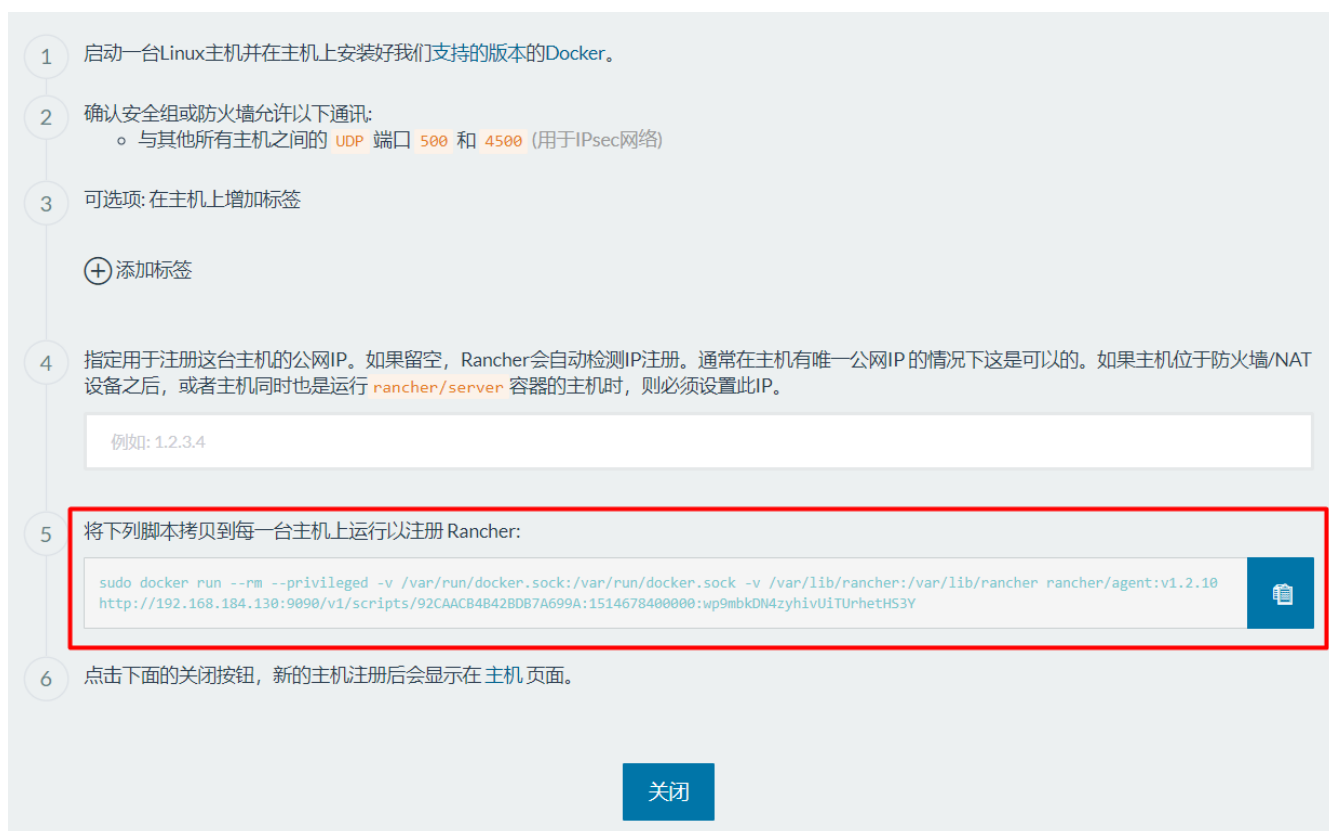 1 启动一台Linux主机并在主机上安装好我们支持的版本的Docker。
2 确认安全组或防火墙允许以下通讯:
与其他所有主机之间的 UDP 端口 500 和 4500 (用于IPsec网络)
3 可选项: 在主机上增加标签
添加标签
4 指定用于注册这台主机的公网IP。如果留空，Rancher会自动检测IP注册。通常在主机有唯一公网IP 的情况下这是可以的。如果主机位于防火墙/NAT
设备之后，或者主机同时也是运行 rancher/server 容器的主机时，则必须设置此IP。
例如: 1.2.3.4
5 将下列脚本拷贝到每一台主机上运行以注册 Rancher:
sudo docker run --rm --privileged -v /var/run/docker.sock:/var/run/docker.sock -v /var/lib/rancher:/var/lib/rancher rancher/agent:v1.2.10
http://192.168.184.130:9090/v1/scripts/92CAACB4B42BDB7A699A:1514678400000:wp9mbkDN4zyhivUiTUrhetHS3Y
6 点击下面的关闭按钮，新的主机注册后会显示在 主机 页面。
关闭